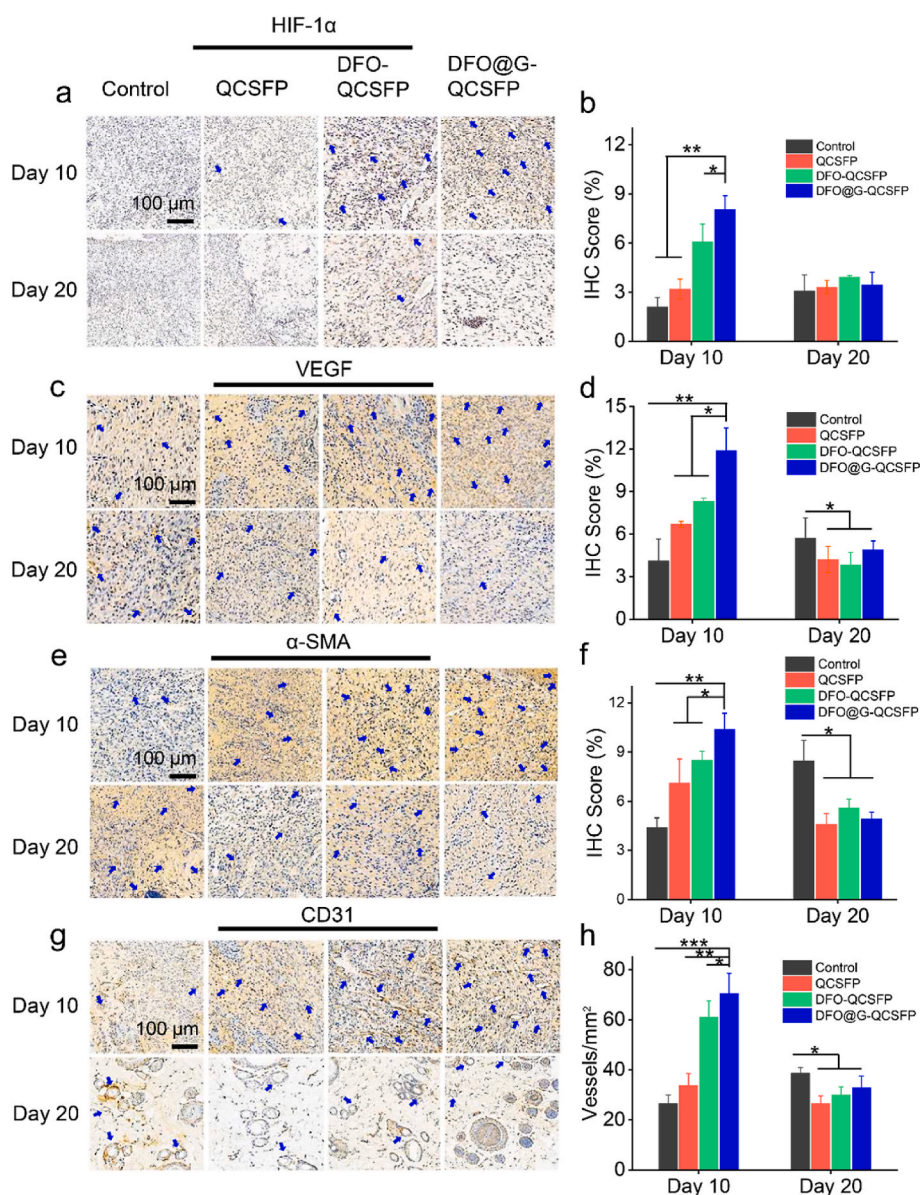 HIF-1α
Control
QCSFP
DFO-
QCSFP
DFO@G-
QCSFP
a
Day 10
100 μm
Day 20
b
IHC Score (%)
12
9
6
3
0
**
*
Control
QCSFP
DFO-QCSFP
DFO@G-QCSFP
Day 10
Day 20
c
VEGF
Day 10
100 μm
Day 20
d
IHC Score (%)
15
12
9
6
3
0
**
*
*
Control
QCSFP
DFO-QCSFP
DFO@G-QCSFP
Day 10
Day 20
e
α-SMA
Day 10
100 μm
Day 20
f
IHC Score (%)
12
9
6
3
0
**
*
*
Control
QCSFP
DFO-QCSFP
DFO@G-QCSFP
Day 10
Day 20
g
CD31
Day 10
100 μm
Day 20
h
Vessels/mm²
80
60
40
20
0
***
**
*
*
Control
QCSFP
DFO-QCSFP
DFO@G-QCSFP
Day 10
Day 20